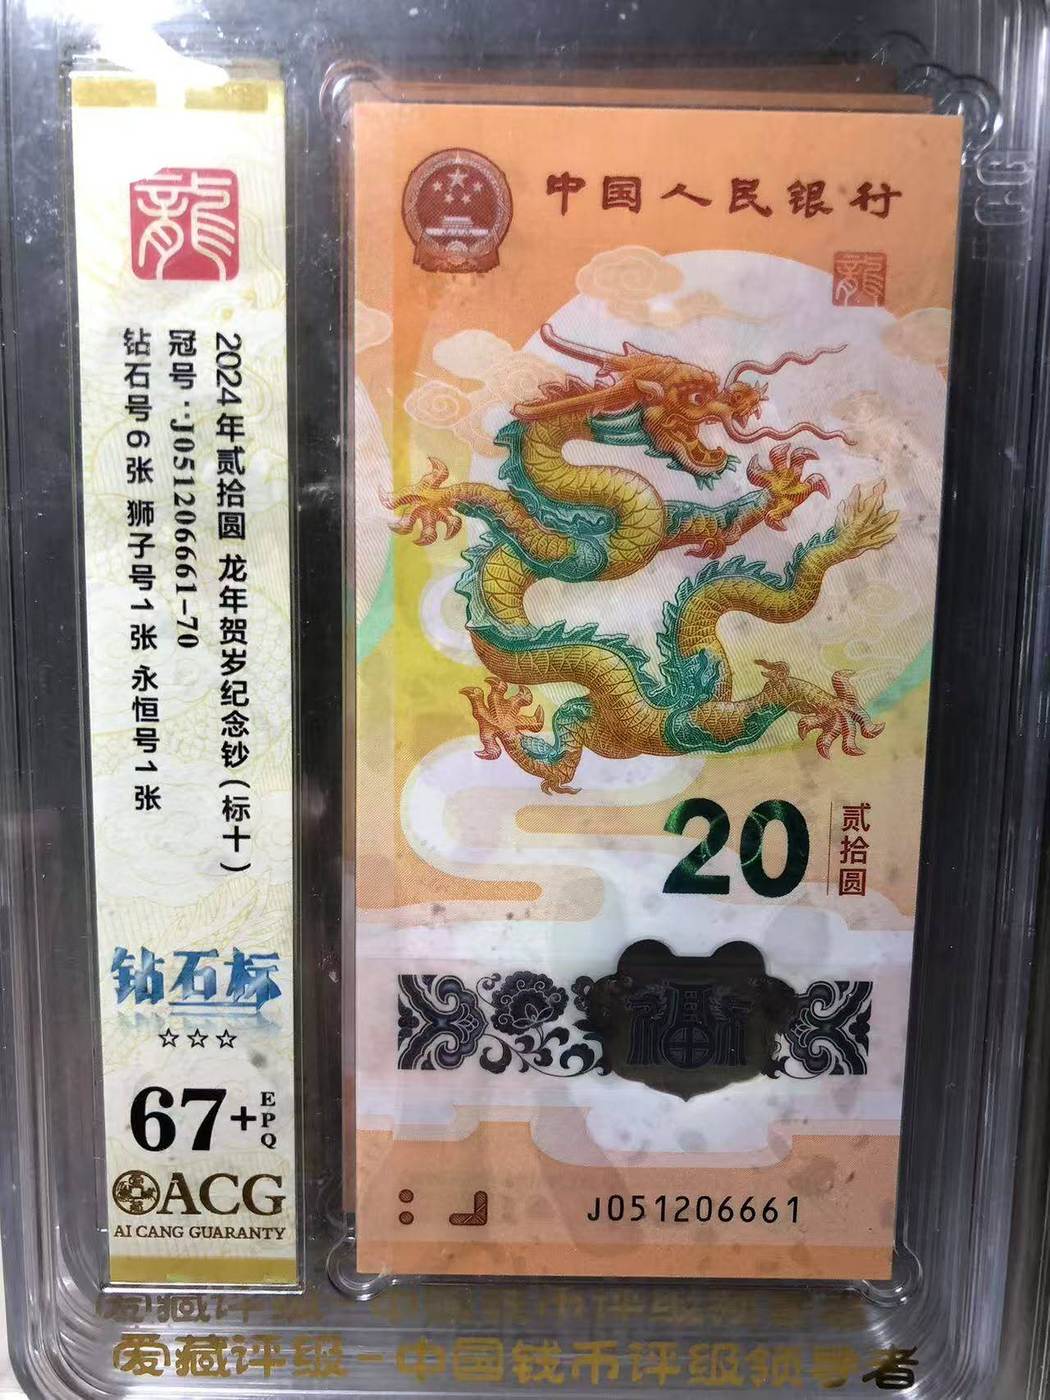 龍
2024年贰拾圆 龙年贺岁纪念钞(标十)
冠号:J051206661-70
钻石号6张 狮子号1张 永恒号1张
钻石标
☆☆☆
67+
EPQ
ACG
AI CANG GUARANTY
中国人民银行
龍
20
贰拾圆
福
J051206661
爱藏评级-中国钱币评级领导者